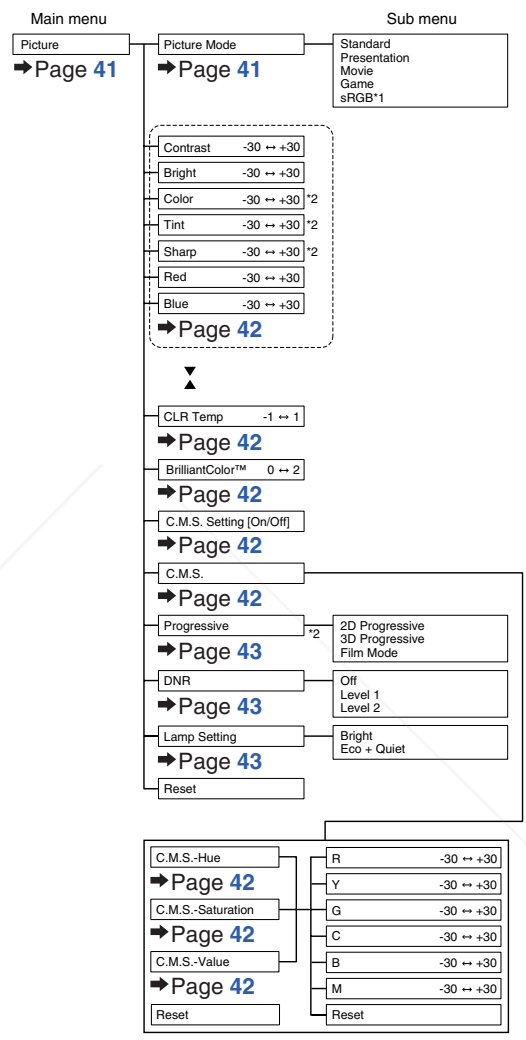 Main menu
Sub menu
Picture
➡Page 41
Picture Mode
➡Page 41
Standard
Presentation
Movie
Game
sRGB*1
Contrast -30 ↔ +30
Bright -30 ↔ +30
Color -30 ↔ +30 *2
Tint -30 ↔ +30 *2
Sharp -30 ↔ +30 *2
Red -30 ↔ +30
Blue -30 ↔ +30
➡Page 42
CLR Temp -1 ↔ 1
➡Page 42
BrilliantColor™ 0 ↔ 2
➡Page 42
C.M.S. Setting [On/Off]
➡Page 42
C.M.S.
➡Page 42
Progressive *2
➡Page 43
2D Progressive
3D Progressive
Film Mode
DNR
➡Page 43
Off
Level 1
Level 2
Lamp Setting
➡Page 43
Bright
Eco + Quiet
Reset
C.M.S.-Hue
➡Page 42
C.M.S.-Saturation
➡Page 42
C.M.S.-Value
➡Page 42
Reset
R -30 ↔ +30
Y -30 ↔ +30
G -30 ↔ +30
C -30 ↔ +30
B -30 ↔ +30
M -30 ↔ +30
Reset